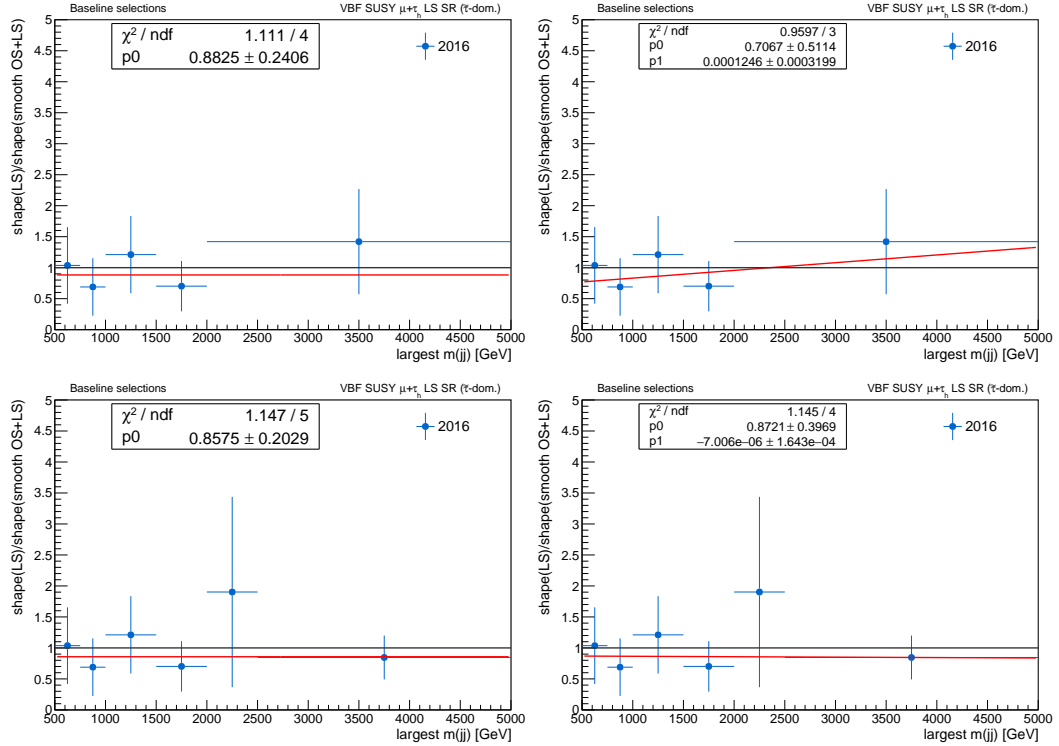 Baseline selections VBF SUSY μ+τh LS SR (τ̃-dom.)
χ² / ndf 1.111 / 4
p0 0.8825 ± 0.2406
2016
shape(LS)/shape(smooth OS+LS)
5
4.5
4
3.5
3
2.5
2
1.5
1
0.5
0
500 1000 1500 2000 2500 3000 3500 4000 4500 5000
largest m(jj) [GeV]
Baseline selections VBF SUSY μ+τh LS SR (τ̃-dom.)
χ² / ndf 0.9597 / 3
p0 0.7067 ± 0.5114
p1 0.0001246 ± 0.0003199
2016
shape(LS)/shape(smooth OS+LS)
5
4.5
4
3.5
3
2.5
2
1.5
1
0.5
0
500 1000 1500 2000 2500 3000 3500 4000 4500 5000
largest m(jj) [GeV]
Baseline selections VBF SUSY μ+τh LS SR (τ̃-dom.)
χ² / ndf 1.147 / 5
p0 0.8575 ± 0.2029
2016
shape(LS)/shape(smooth OS+LS)
5
4.5
4
3.5
3
2.5
2
1.5
1
0.5
0
500 1000 1500 2000 2500 3000 3500 4000 4500 5000
largest m(jj) [GeV]
Baseline selections VBF SUSY μ+τh LS SR (τ̃-dom.)
χ² / ndf 1.145 / 4
p0 0.8721 ± 0.3969
p1 −7.006e−06 ± 1.643e−04
2016
shape(LS)/shape(smooth OS+LS)
5
4.5
4
3.5
3
2.5
2
1.5
1
0.5
0
500 1000 1500 2000 2500 3000 3500 4000 4500 5000
largest m(jj) [GeV]